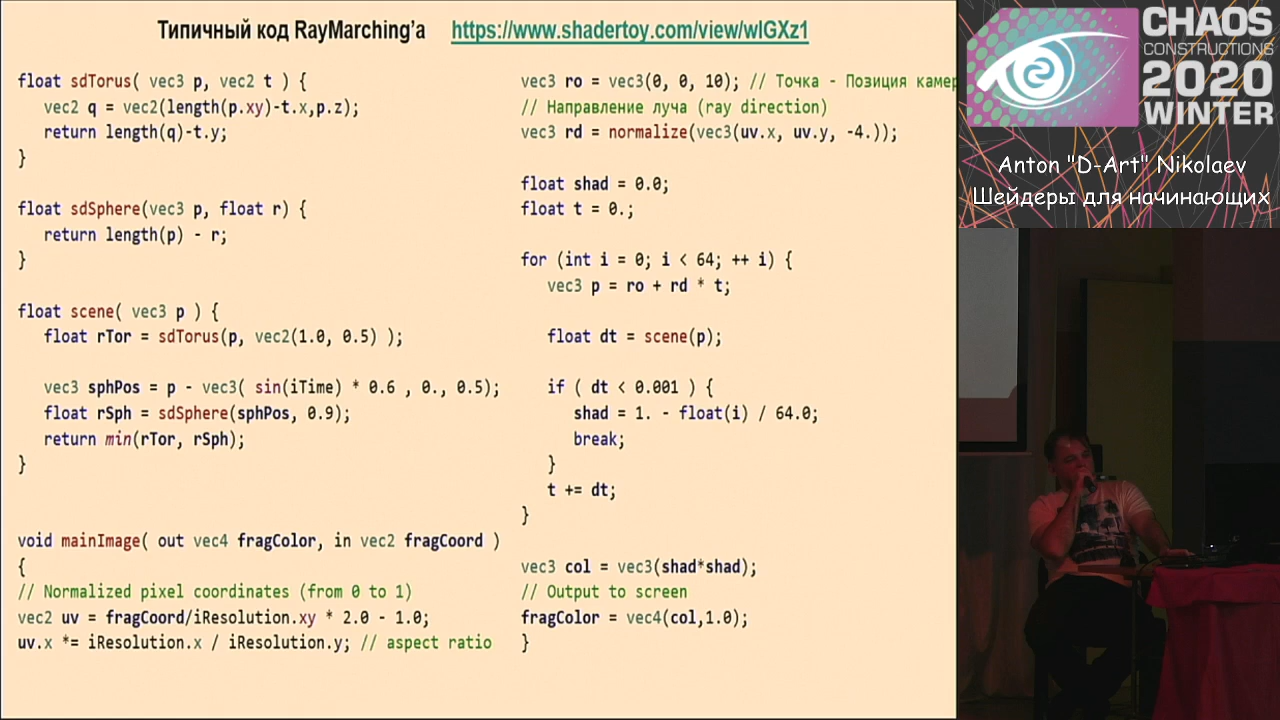 Типичный код RayMarching’а https://www.shadertoy.com/view/wlGXz1
float sdTorus( vec3 p, vec2 t ) {
vec2 q = vec2(length(p.xy)-t.x,p.z);
return length(q)-t.y;
}
float sdSphere(vec3 p, float r) {
return length(p) - r;
}
float scene( vec3 p ) {
float rTor = sdTorus(p, vec2(1.0, 0.5) );
vec3 sphPos = p - vec3( sin(iTime) * 0.6 , 0., 0.5);
float rSph = sdSphere(sphPos, 0.9);
return min(rTor, rSph);
}
void mainImage( out vec4 fragColor, in vec2 fragCoord )
{
// Normalized pixel coordinates (from 0 to 1)
vec2 uv = fragCoord/iResolution.xy * 2.0 - 1.0;
uv.x *= iResolution.x / iResolution.y; // aspect ratio
vec3 ro = vec3(0, 0, 10); // Точка - Позиция камер
// Направление луча (ray direction)
vec3 rd = normalize(vec3(uv.x, uv.y, -4.));
float shad = 0.0;
float t = 0.;
for (int i = 0; i < 64; ++ i) {
vec3 p = ro + rd * t;
float dt = scene(p);
if ( dt < 0.001 ) {
shad = 1. - float(i) / 64.0;
break;
}
t += dt;
}
vec3 col = vec3(shad*shad);
// Output to screen
fragColor = vec4(col,1.0);
}
CHAOS
CONSTRUCTIONS
2020
WINTER
Anton "D-Art" Nikolaev
Шейдеры для начинающих